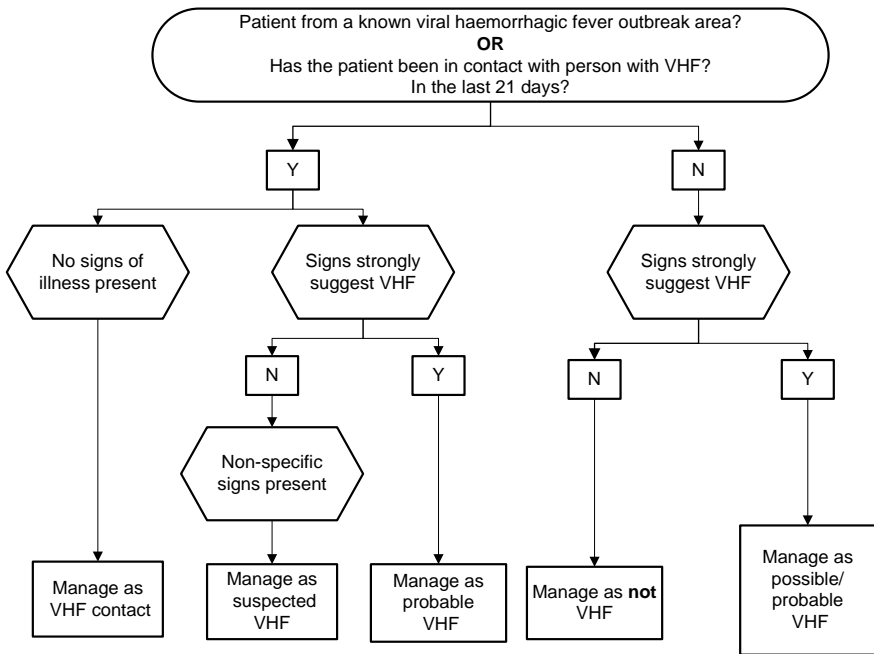 Patient from a known viral haemorrhagic fever outbreak area?
OR
Has the patient been in contact with person with VHF?
In the last 21 days?
Y
N
No signs of
illness present
Signs strongly
suggest VHF
Signs strongly
suggest VHF
N
Y
N
Y
Non-specific
signs present
Manage as
VHF contact
Manage as
suspected
VHF
Manage as
probable
VHF
Manage as not
VHF
Manage as
possible/
probable
VHF